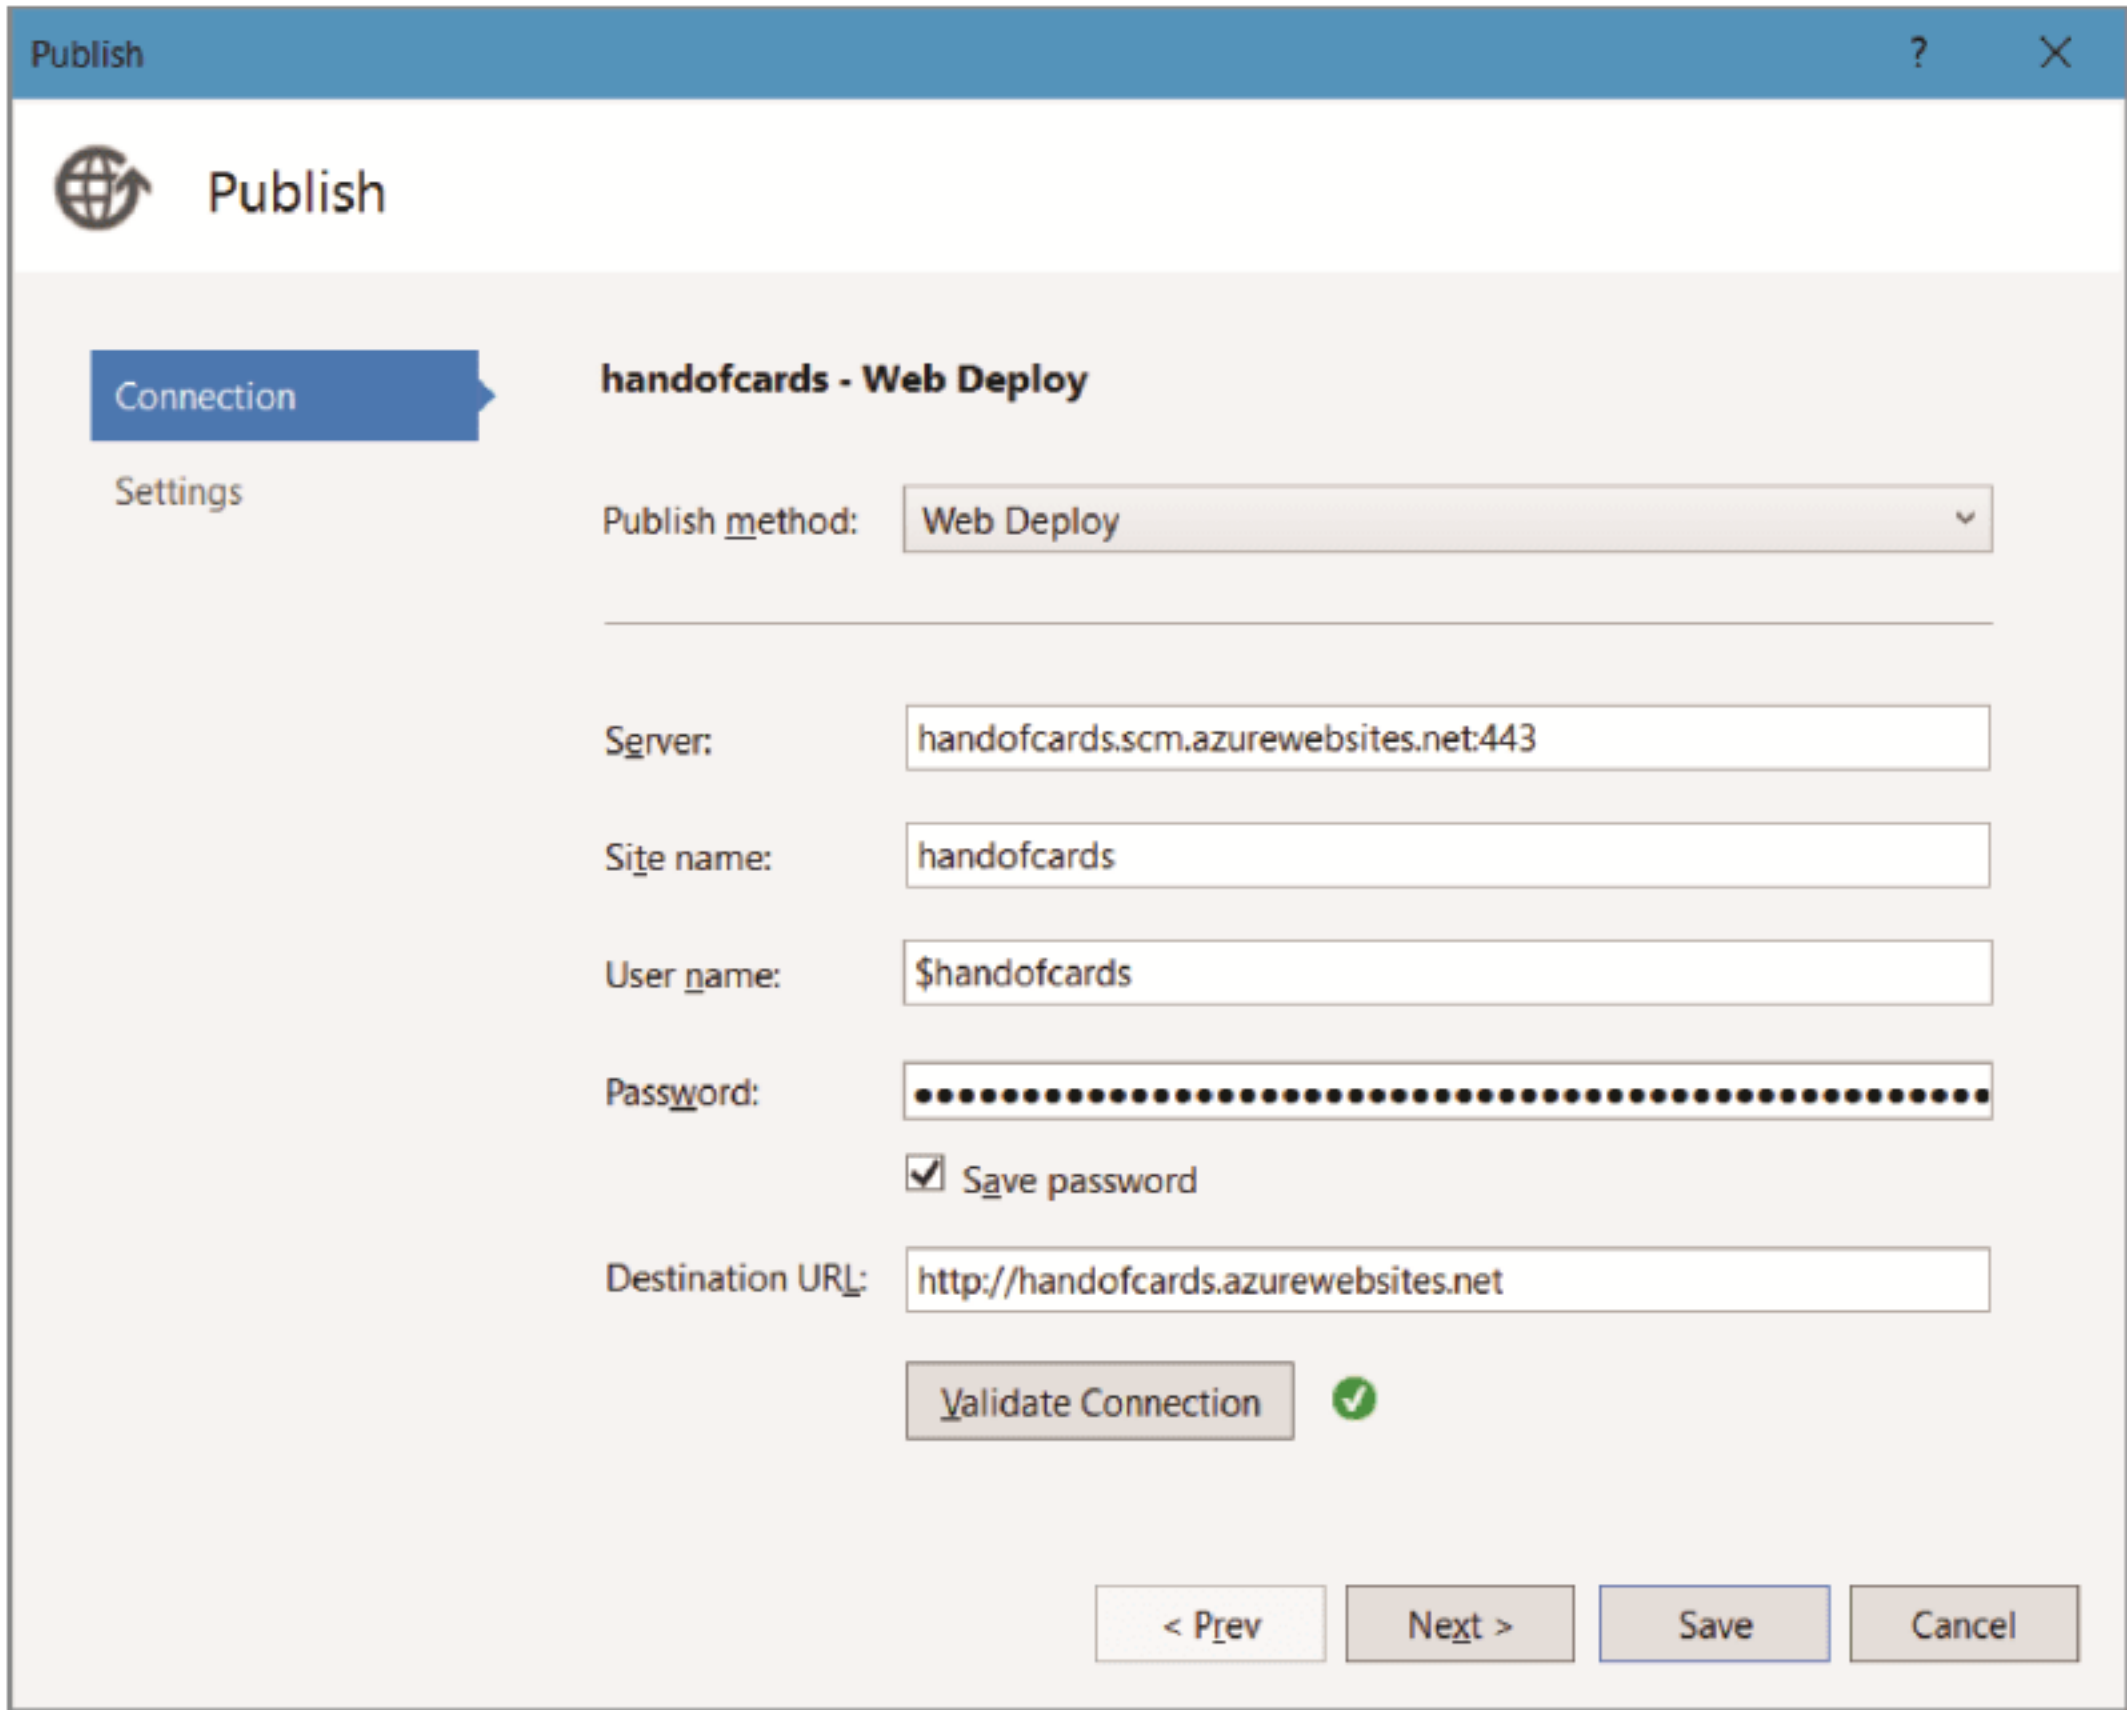 Publish ?
Publish
Connection
Settings
handofcards - Web Deploy
Publish method: Web Deploy
Server: handofcards.scm.azurewebsites.net:443
Site name: handofcards
User name: $handofcards
Password: ••••••••••••••••••••••••••••••••••••••••••••••
Save password
Destination URL: http://handofcards.azurewebsites.net
Validate Connection
< Prev Next > Save Cancel